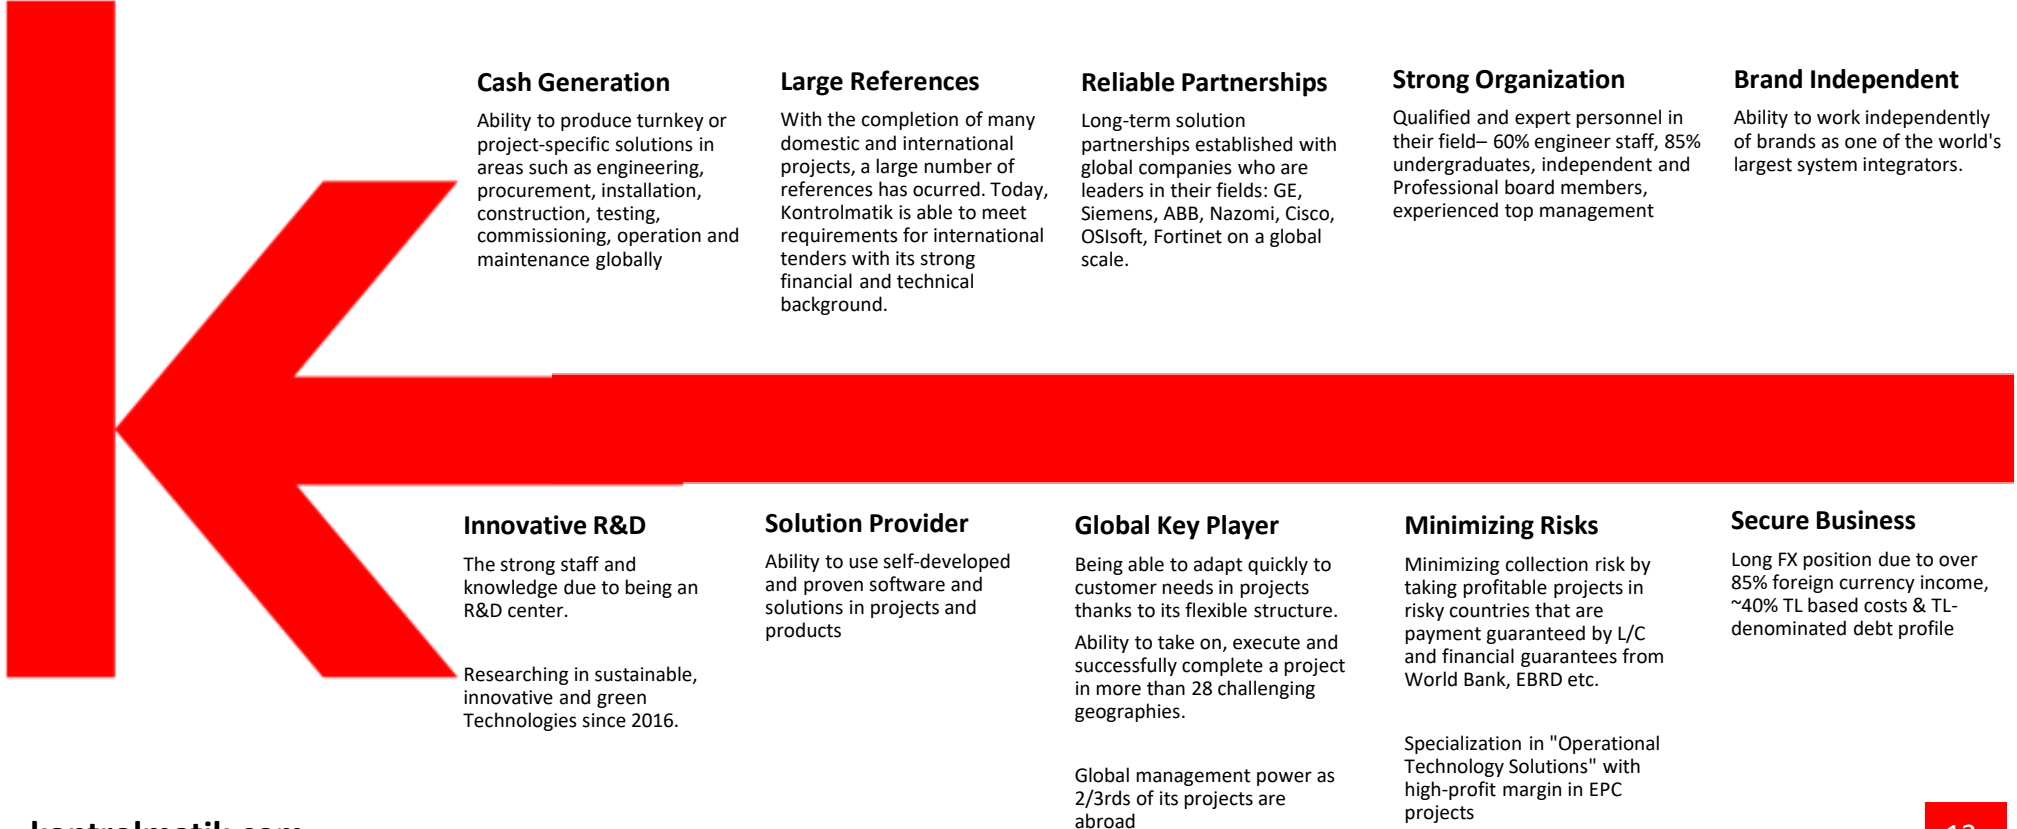 Cash Generation
Ability to produce turnkey or
project-specific solutions in
areas such as engineering,
procurement, installation,
construction, testing,
commissioning, operation and
maintenance globally
Large References
With the completion of many
domestic and international
projects, a large number of
references has ocurred. Today,
Kontrolmatik is able to meet
requirements for international
tenders with its strong
financial and technical
background.
Reliable Partnerships
Long-term solution
partnerships established with
global companies who are
leaders in their fields: GE,
Siemens, ABB, Nazomi, Cisco,
OSIsoft, Fortinet on a global
scale.
Strong Organization
Qualified and expert personnel in
their field– 60% engineer staff, 85%
undergraduates, independent and
Professional board members,
experienced top management
Brand Independent
Ability to work independently
of brands as one of the world's
largest system integrators.
Innovative R&D
The strong staff and
knowledge due to being an
R&D center.
Researching in sustainable,
innovative and green
Technologies since 2016.
Solution Provider
Ability to use self-developed
and proven software and
solutions in projects and
products
Global Key Player
Being able to adapt quickly to
customer needs in projects
thanks to its flexible structure.
Ability to take on, execute and
successfully complete a project
in more than 28 challenging
geographies.
Global management power as
2/3rds of its projects are
abroad
Minimizing Risks
Minimizing collection risk by
taking profitable projects in
risky countries that are
payment guaranteed by L/C
and financial guarantees from
World Bank, EBRD etc.
Specialization in "Operational
Technology Solutions" with
high-profit margin in EPC
projects
Secure Business
Long FX position due to over
85% foreign currency income,
~40% TL based costs & TL-
denominated debt profile
kontrolmatik.com